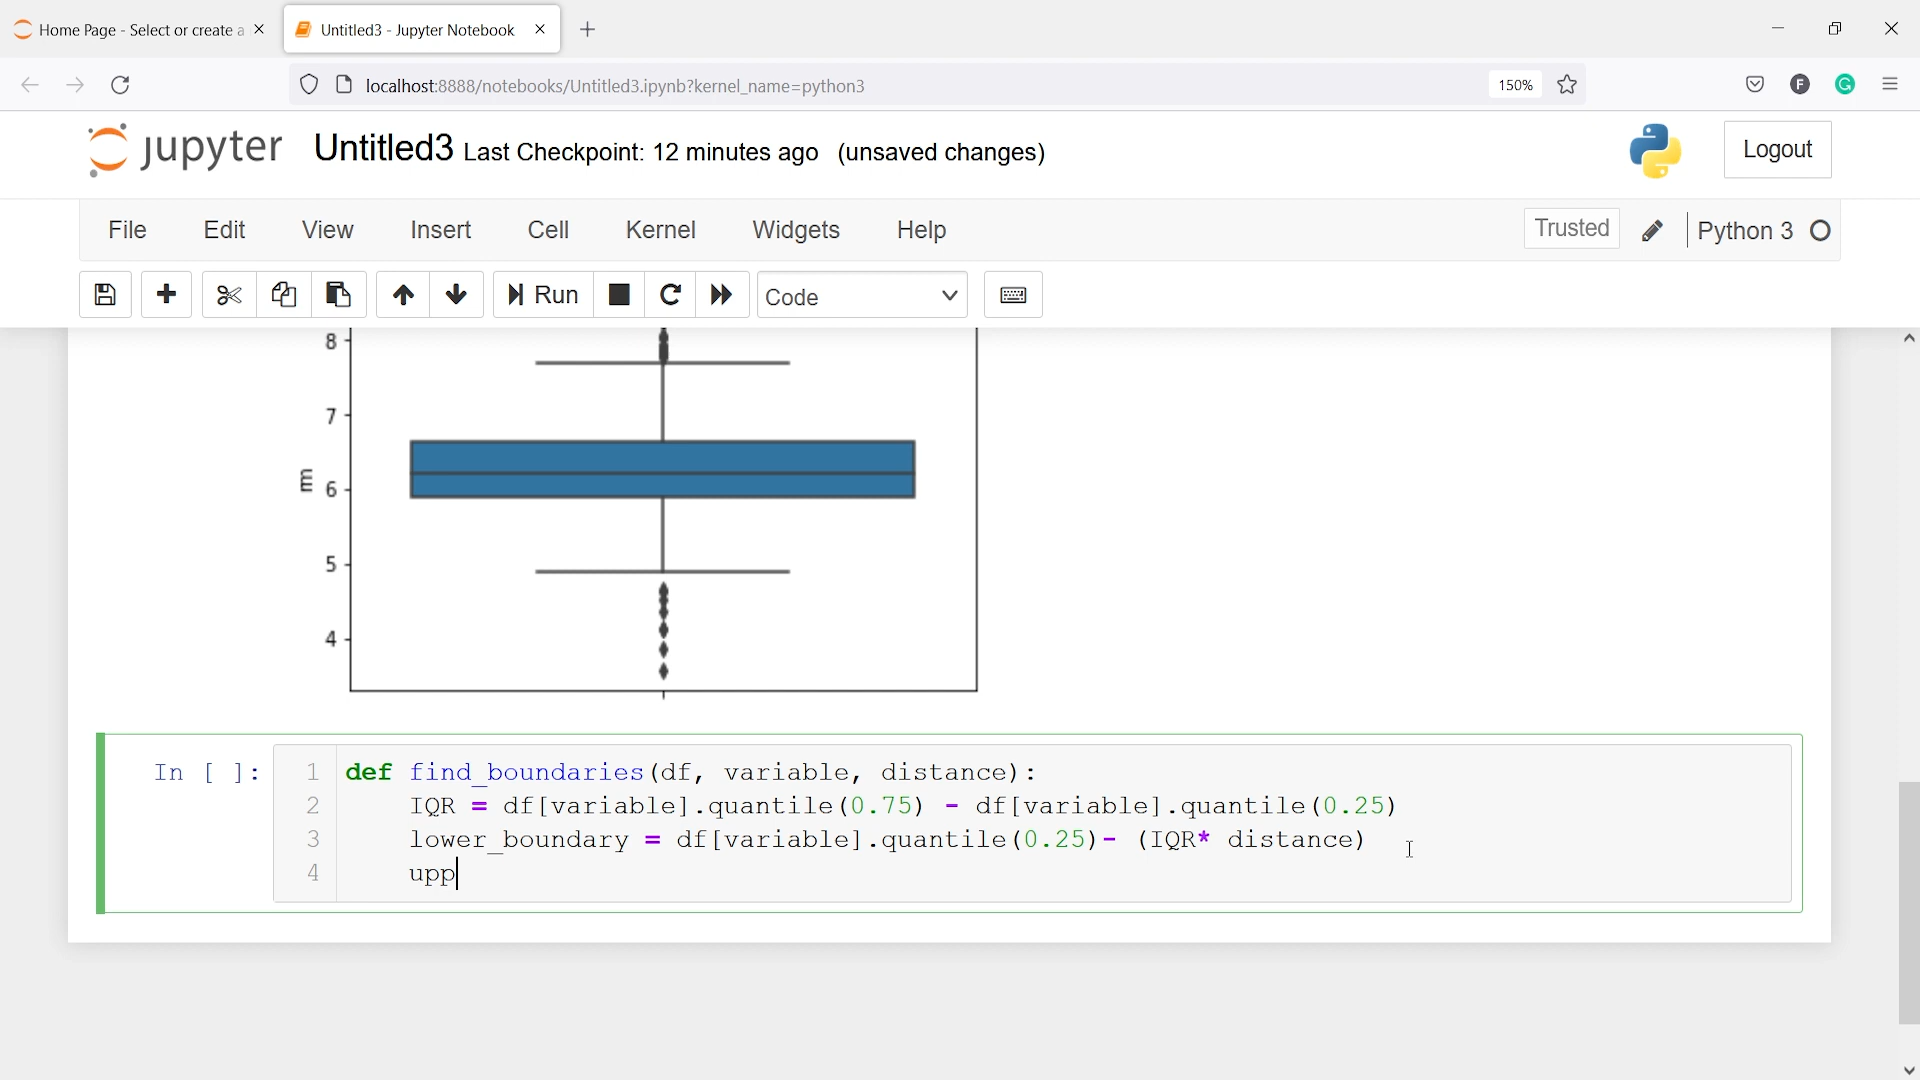 Home Page - Select or create a
Untitled3 - Jupyter Notebook
localhost:8888/notebooks/Untitled3.ipynb?kernel_name=python3
150%
F
G
jupyter Untitled3 Last Checkpoint: 12 minutes ago (unsaved changes)
Logout
File Edit View Insert Cell Kernel Widgets Help
Trusted
Python 3
Run
Code
8
7
rm
6
5
4
In [ ]:
1 def find_boundaries(df, variable, distance):
2 IQR = df[variable].quantile(0.75) - df[variable].quantile(0.25)
3 lower_boundary = df[variable].quantile(0.25)- (IQR* distance)
4 upp